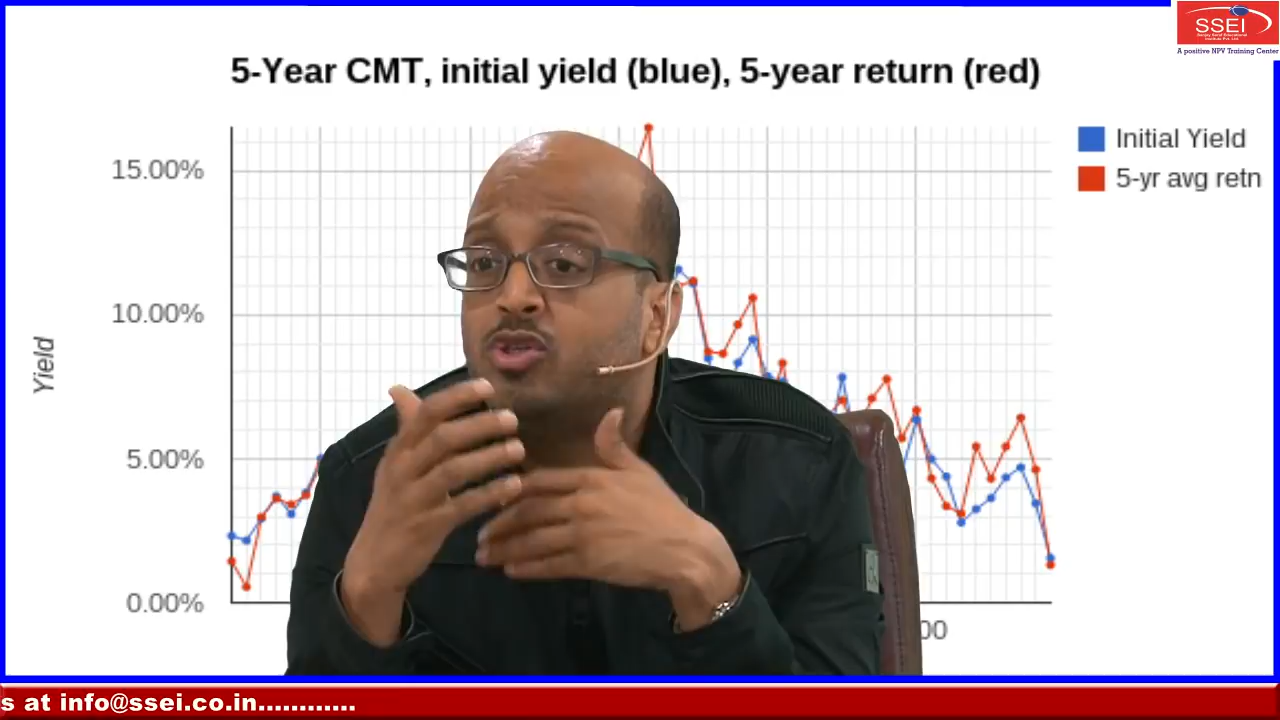 SSEI
A positive NPV Training Center
5-Year CMT, initial yield (blue), 5-year return (red)
Initial Yield
5-yr avg retn
15.00%
10.00%
Yield
5.00%
0.00%
00
s at info@ssei.co.in............